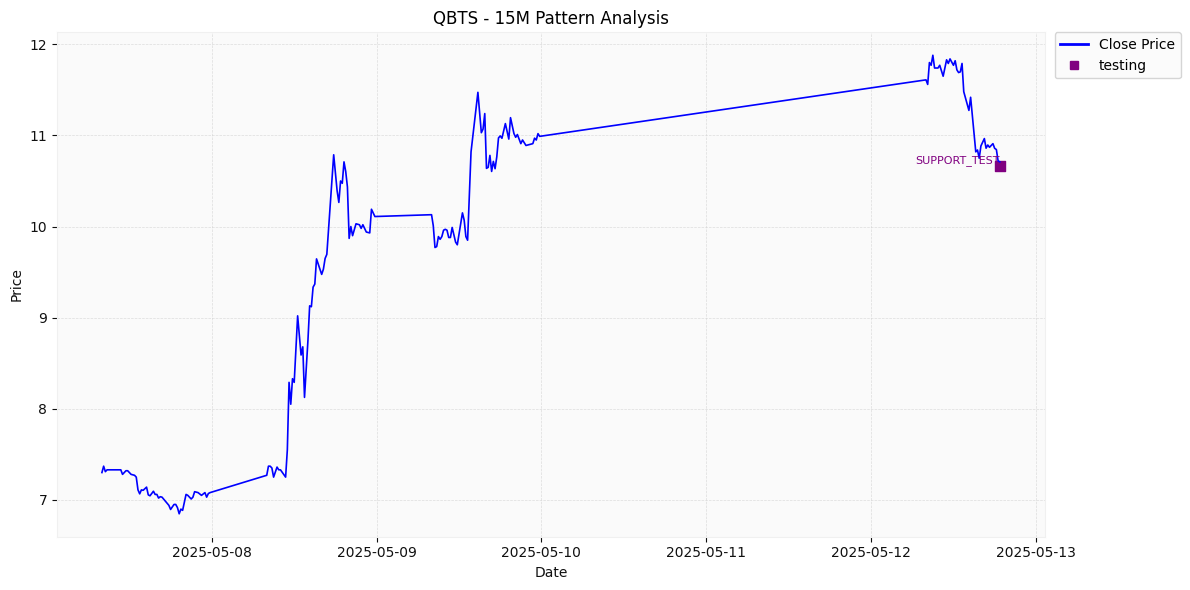 QBTS - 15M Pattern Analysis
Close Price
testing
12
11
10
9
8
7
Price
SUPPORT_TEST
2025-05-08
2025-05-09
2025-05-10
2025-05-11
2025-05-12
2025-05-13
Date